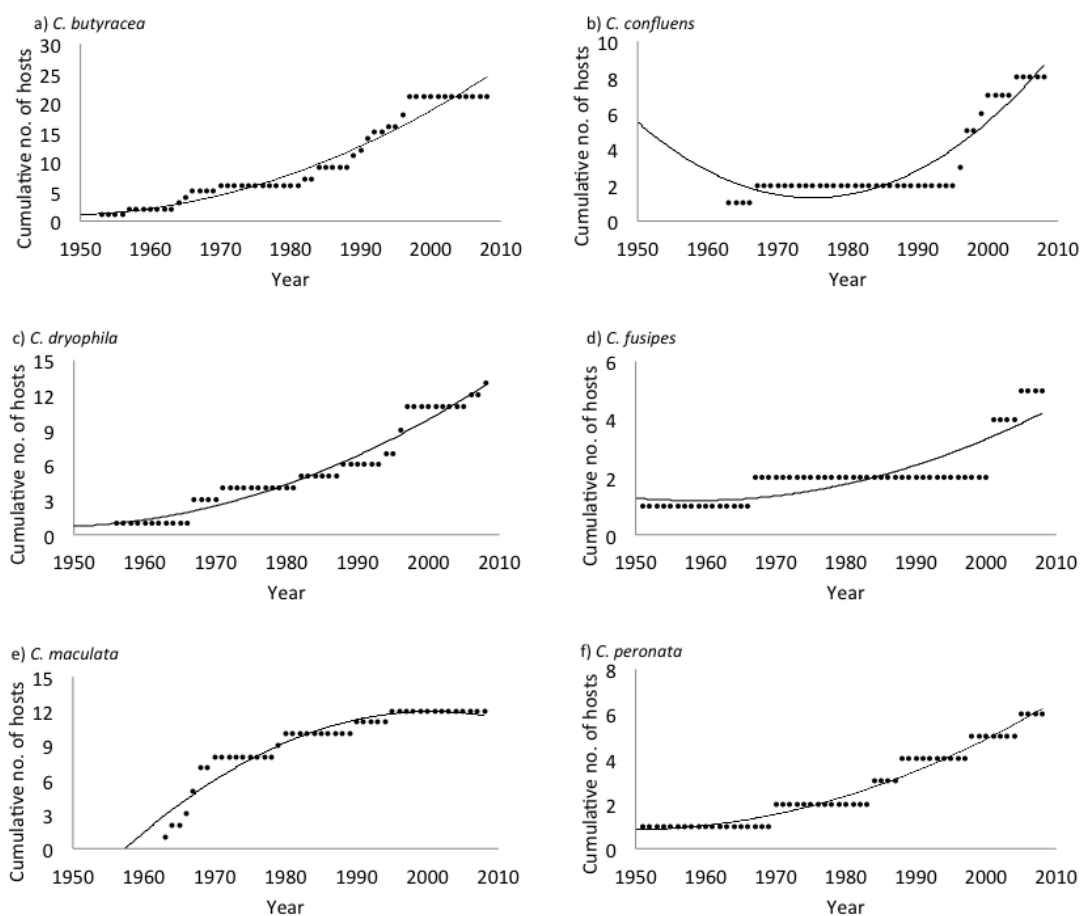 a) C. butyracea
Cumulative no. of hosts
30
25
20
15
10
5
0
1950 1960 1970 1980 1990 2000 2010
Year
b) C. confluens
Cumulative no. of hosts
10
8
6
4
2
0
1950 1960 1970 1980 1990 2000 2010
Year
c) C. dryophila
Cumulative no. of hosts
15
12
9
6
3
0
1950 1960 1970 1980 1990 2000 2010
Year
d) C. fusipes
Cumulative no. of hosts
6
4
2
0
1950 1960 1970 1980 1990 2000 2010
Year
e) C. maculata
Cumulative no. of hosts
15
12
9
6
3
0
1950 1960 1970 1980 1990 2000 2010
Year
f) C. peronata
Cumulative no. of hosts
8
6
4
2
0
1950 1960 1970 1980 1990 2000 2010
Year